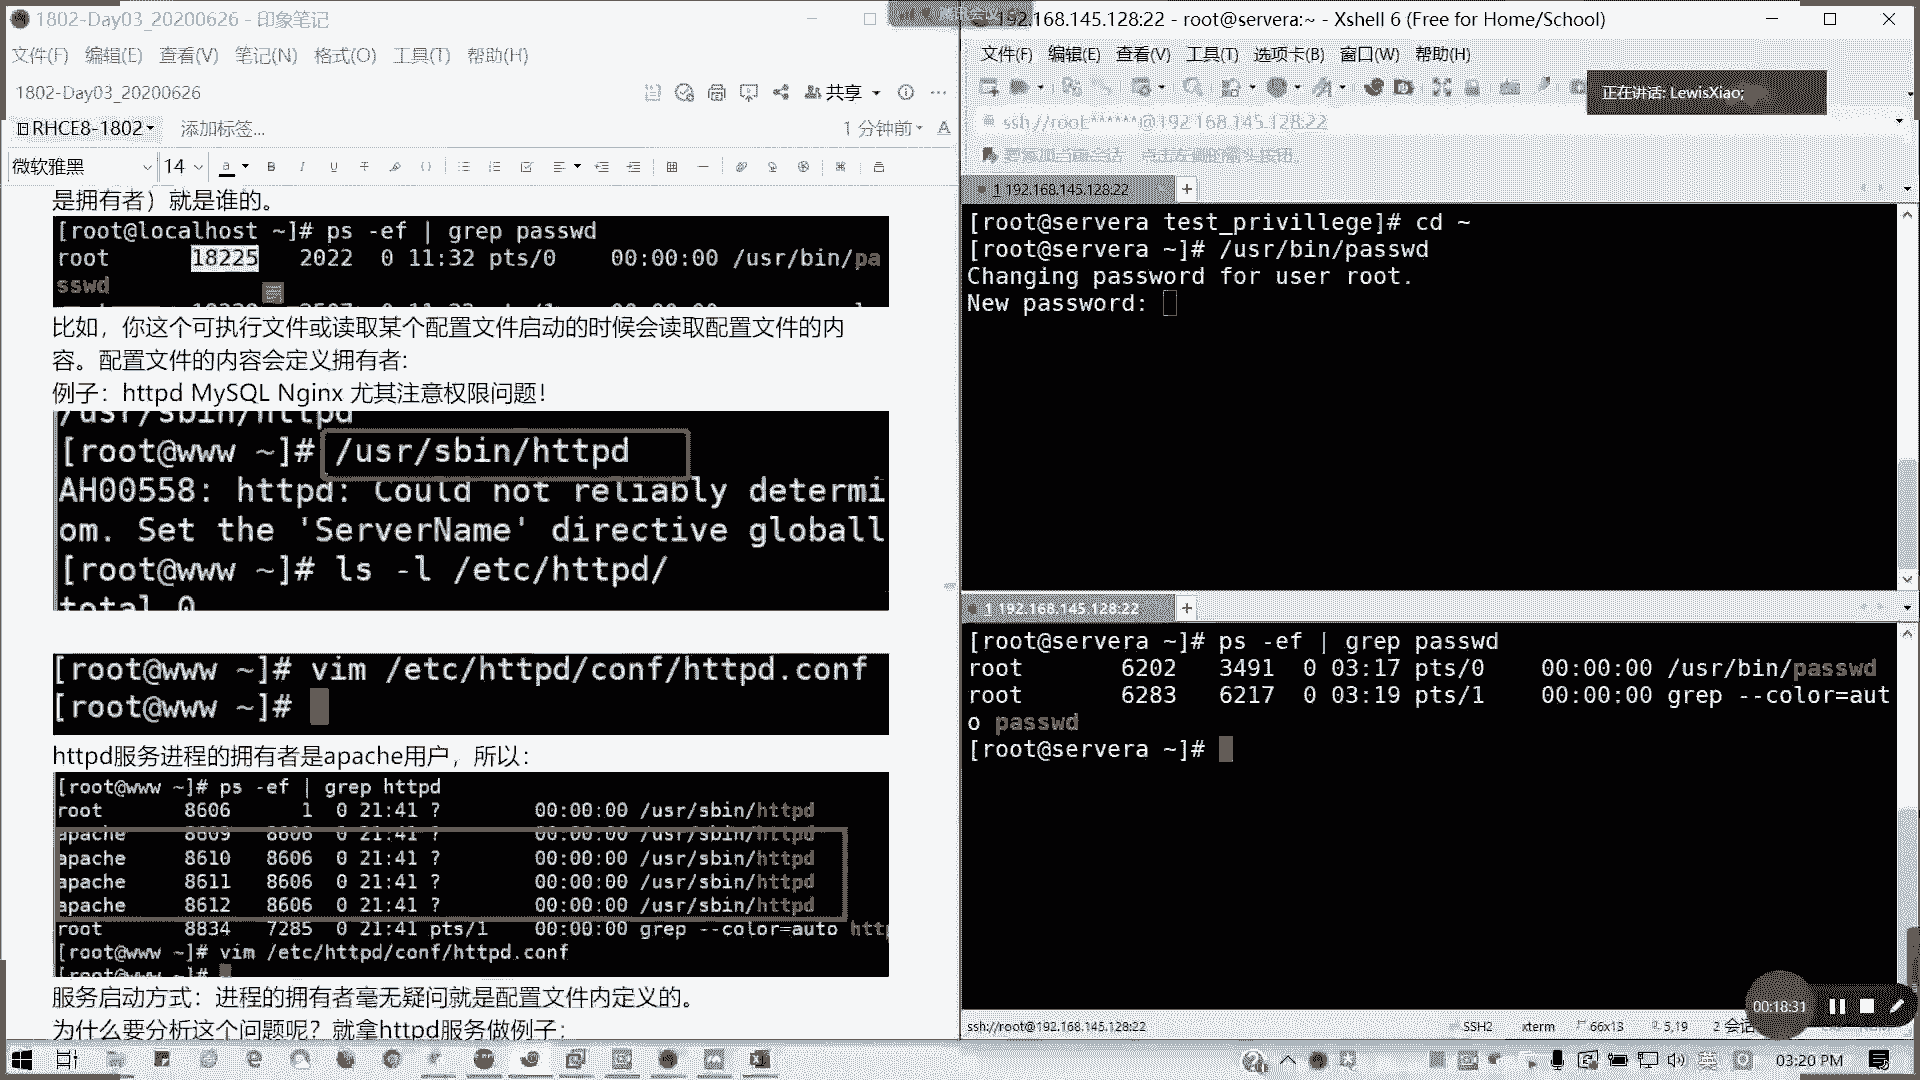 1802-Day03_20200626 - 印象笔记
文件(F) 编辑(E) 查看(V) 笔记(N) 格式(O) 工具(T) 帮助(H)
1802-Day03_20200626
共享
RHCE8-1802 添加标签...
1 分钟前
微软雅黑 14
是拥有者）就是谁的。
[root@localhost ~]# ps -ef | grep passwd
root 18225 2022 0 11:32 pts/0 00:00:00 /usr/bin/pa
sswd
比如，你这个可执行文件或读取某个配置文件启动的时候会读取配置文件的内
容。配置文件的内容会定义拥有者:
例子：httpd MySQL Nginx 尤其注意权限问题！
/usr/sbin/httpd
[root@www ~]# /usr/sbin/httpd
AH00558: httpd: Could not reliably determi
om. Set the 'ServerName' directive globall
[root@www ~]# ls -l /etc/httpd/
total 0
[root@www ~]# vim /etc/httpd/conf/httpd.conf
[root@www ~]#
httpd服务进程的拥有者是apache用户，所以：
[root@www ~]# ps -ef | grep httpd
root 8606 1 0 21:41 ? 00:00:00 /usr/sbin/httpd
apache 8609 8606 0 21:41 ? 00:00:00 /usr/sbin/httpd
apache 8610 8606 0 21:41 ? 00:00:00 /usr/sbin/httpd
apache 8611 8606 0 21:41 ? 00:00:00 /usr/sbin/httpd
apache 8612 8606 0 21:41 ? 00:00:00 /usr/sbin/httpd
root 8834 7285 0 21:41 pts/1 00:00:00 grep --color=auto http
[root@www ~]# vim /etc/httpd/conf/httpd.conf
[root@www ~]#
服务启动方式：进程的拥有者毫无疑问就是配置文件内定义的。
为什么要分析这个问题呢？就拿httpd服务做例子：
192.168.145.128:22 - root@servera:~ - Xshell 6 (Free for Home/School)
文件(F) 编辑(E) 查看(V) 工具(T) 选项卡(B) 窗口(W) 帮助(H)
正在讲话: LewisXiao;
ssh://root:******@192.168.145.128:22
要添加当前会话，点击左侧的箭头按钮。
1 192.168.145.128:22
[root@servera test_privillege]# cd ~
[root@servera ~]# /usr/bin/passwd
Changing password for user root.
New password:
1 192.168.145.128:22
[root@servera ~]# ps -ef | grep passwd
root 6202 3491 0 03:17 pts/0 00:00:00 /usr/bin/passwd
root 6283 6217 0 03:19 pts/1 00:00:00 grep --color=aut
o passwd
[root@servera ~]#
00:18:31
ssh://root@192.168.145.128:22 SSH2 xterm 66x13 5,19 2 会话
英 03:20 PM